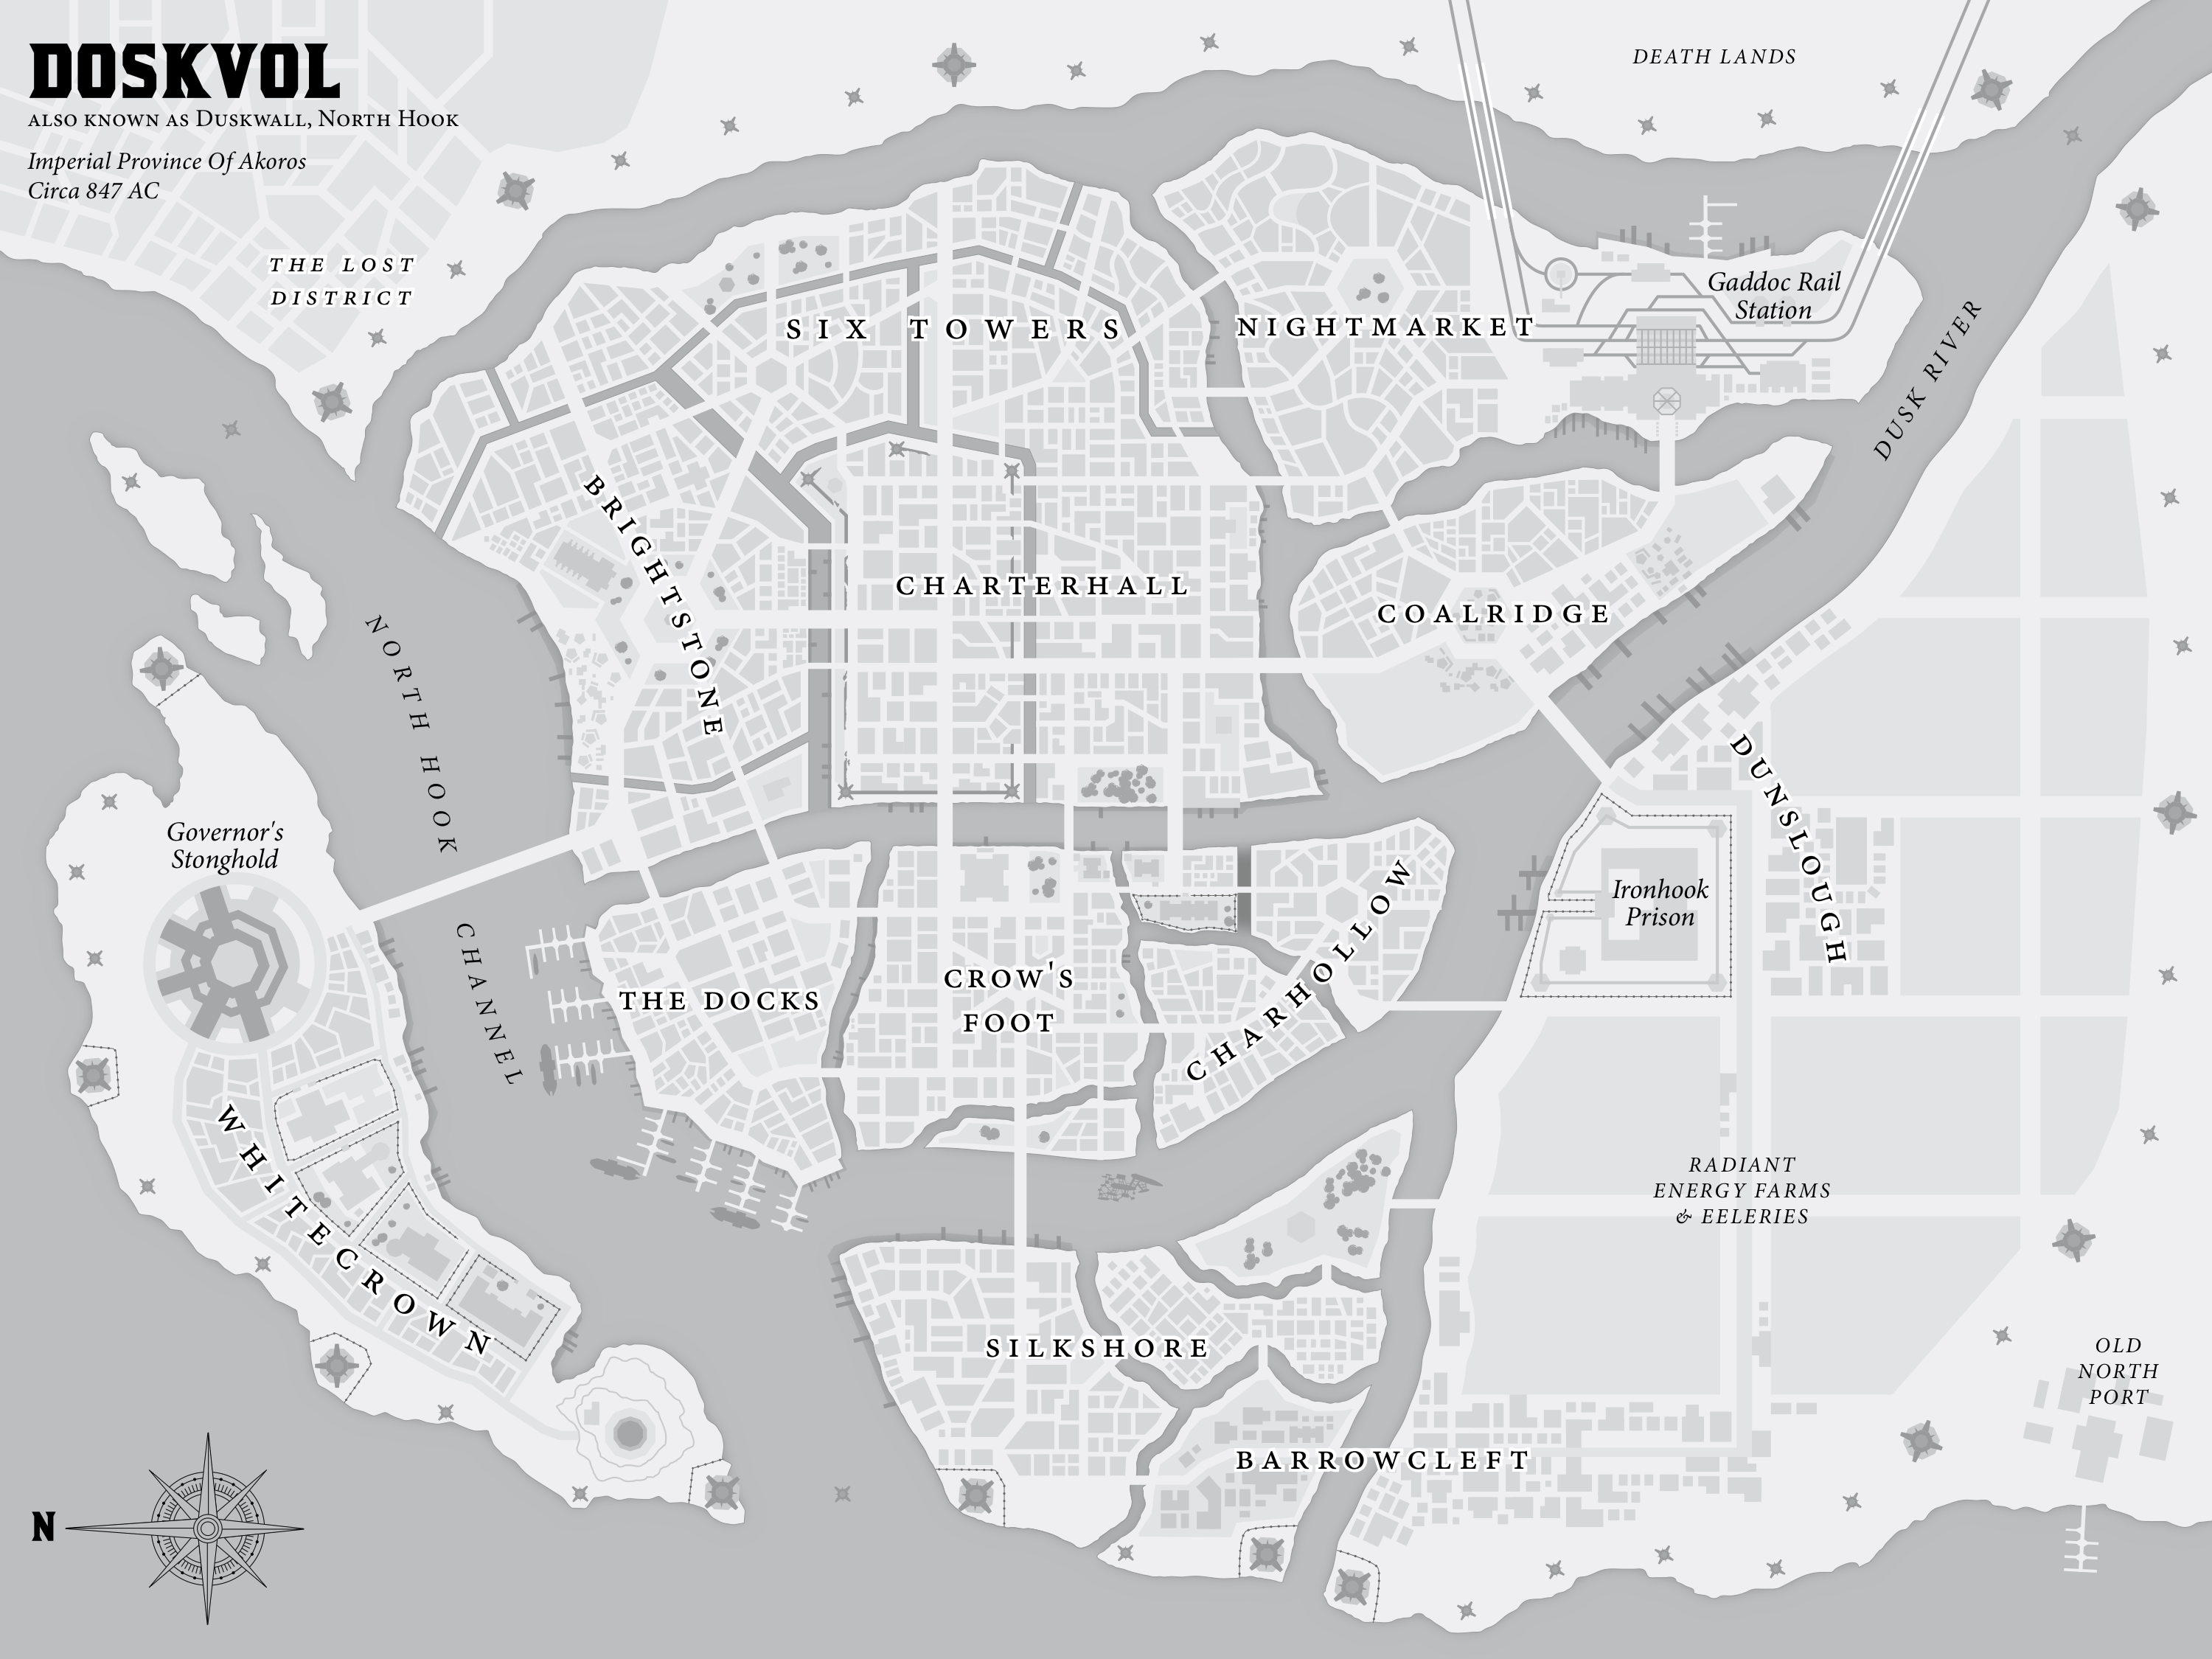 DOSKVOL
ALSO KNOWN AS DUSKWALL, NORTH HOOK
Imperial Province Of Akoros
Circa 847 AC
DEATH LANDS
THE LOST
DISTRICT
Gaddoc Rail
Station
SIX TOWERS
NIGHTMARKET
DUSK RIVER
BRIGHTSTONE
CHARTERHALL
COALRIDGE
NORTH HOOK
CHANNEL
DUNSLOUGH
Governor's
Stonghold
Ironhook
Prison
CROW'S
FOOT
THE DOCKS
CHARHOLLOW
WHITECROWN
RADIANT
ENERGY FARMS
& EELERIES
SILKSHORE
OLD
NORTH
PORT
BARROWCLEFT
N